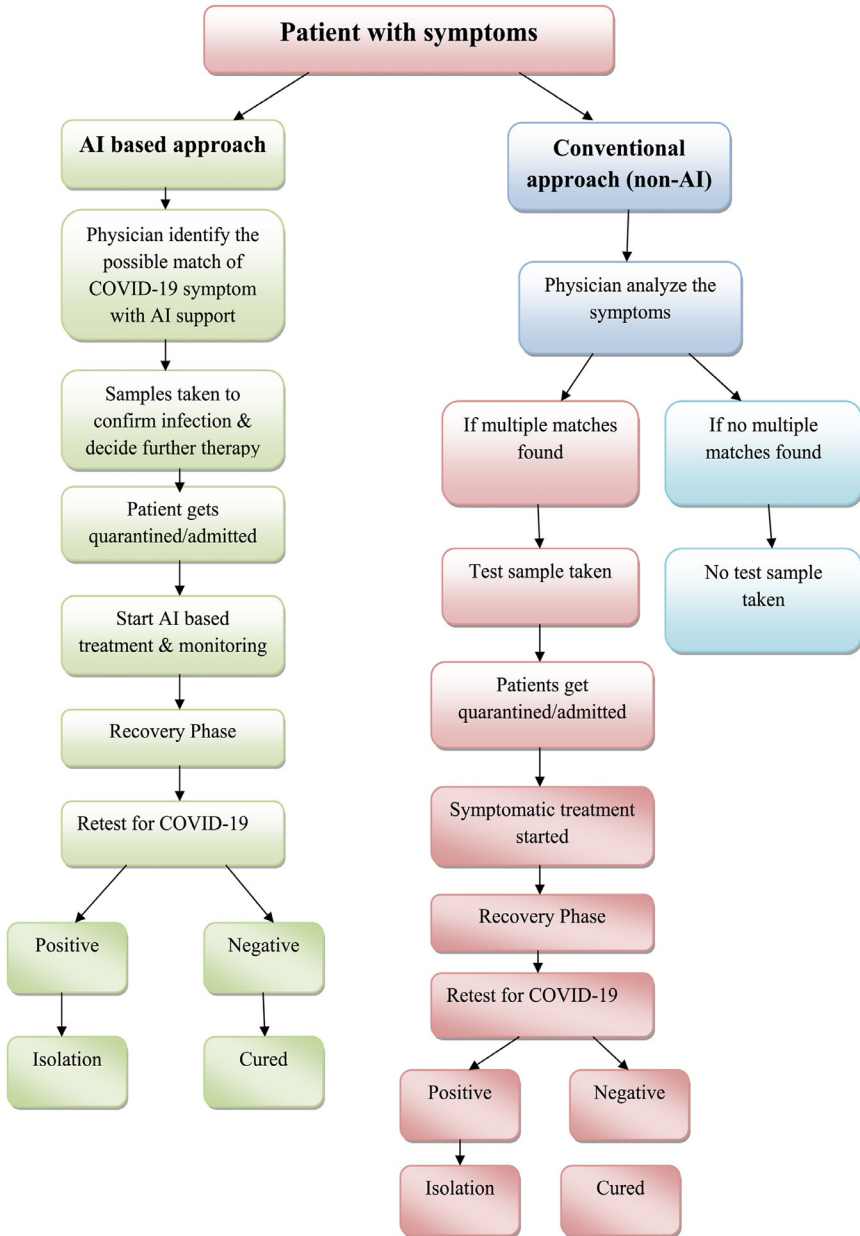 Patient with symptoms
AI based approach
Physician identify the
possible match of
COVID-19 symptom
with AI support
Samples taken to
confirm infection &
decide further therapy
Patient gets
quarantined/admitted
Start AI based
treatment & monitoring
Recovery Phase
Retest for COVID-19
Positive
Negative
Isolation
Cured
Conventional
approach (non-AI)
Physician analyze the
symptoms
If multiple matches
found
If no multiple
matches found
Test sample taken
No test sample
taken
Patients get
quarantined/admitted
Symptomatic treatment
started
Recovery Phase
Retest for COVID-19
Positive
Negative
Isolation
Cured